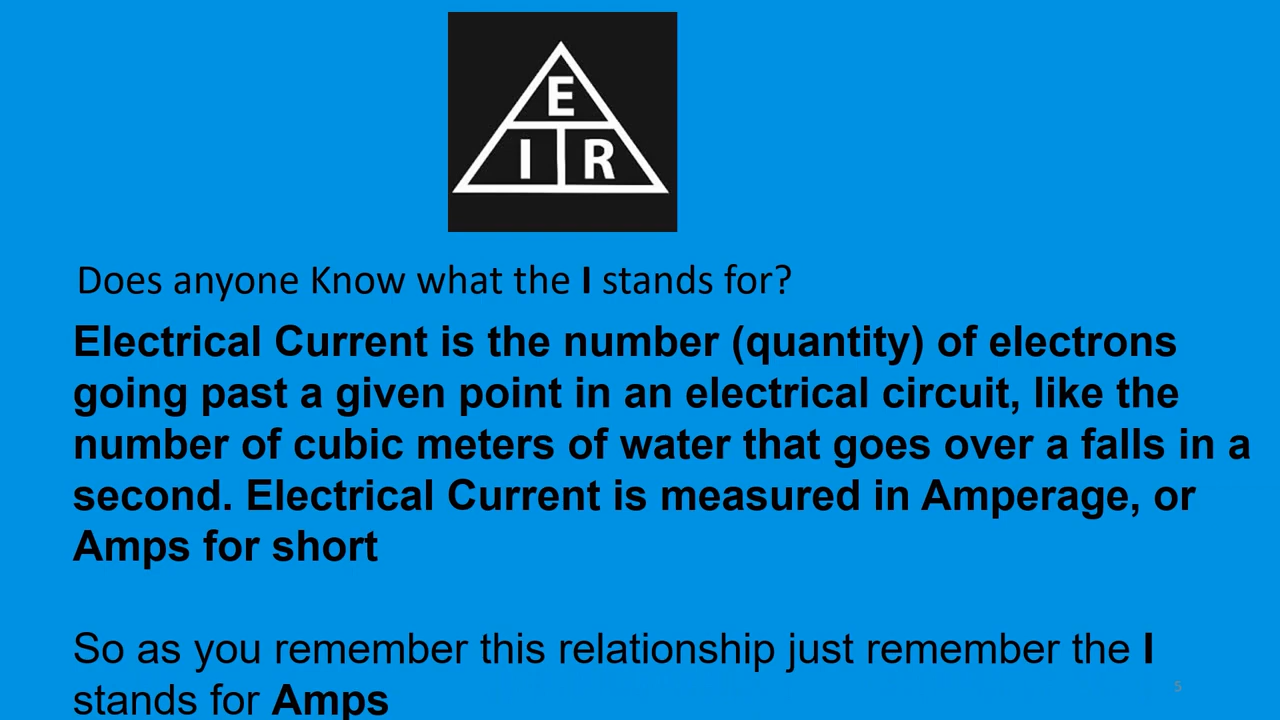 E
I R
Does anyone Know what the I stands for?
Electrical Current is the number (quantity) of electrons
going past a given point in an electrical circuit, like the
number of cubic meters of water that goes over a falls in a
second. Electrical Current is measured in Amperage, or
Amps for short
So as you remember this relationship just remember the I
stands for Amps
5